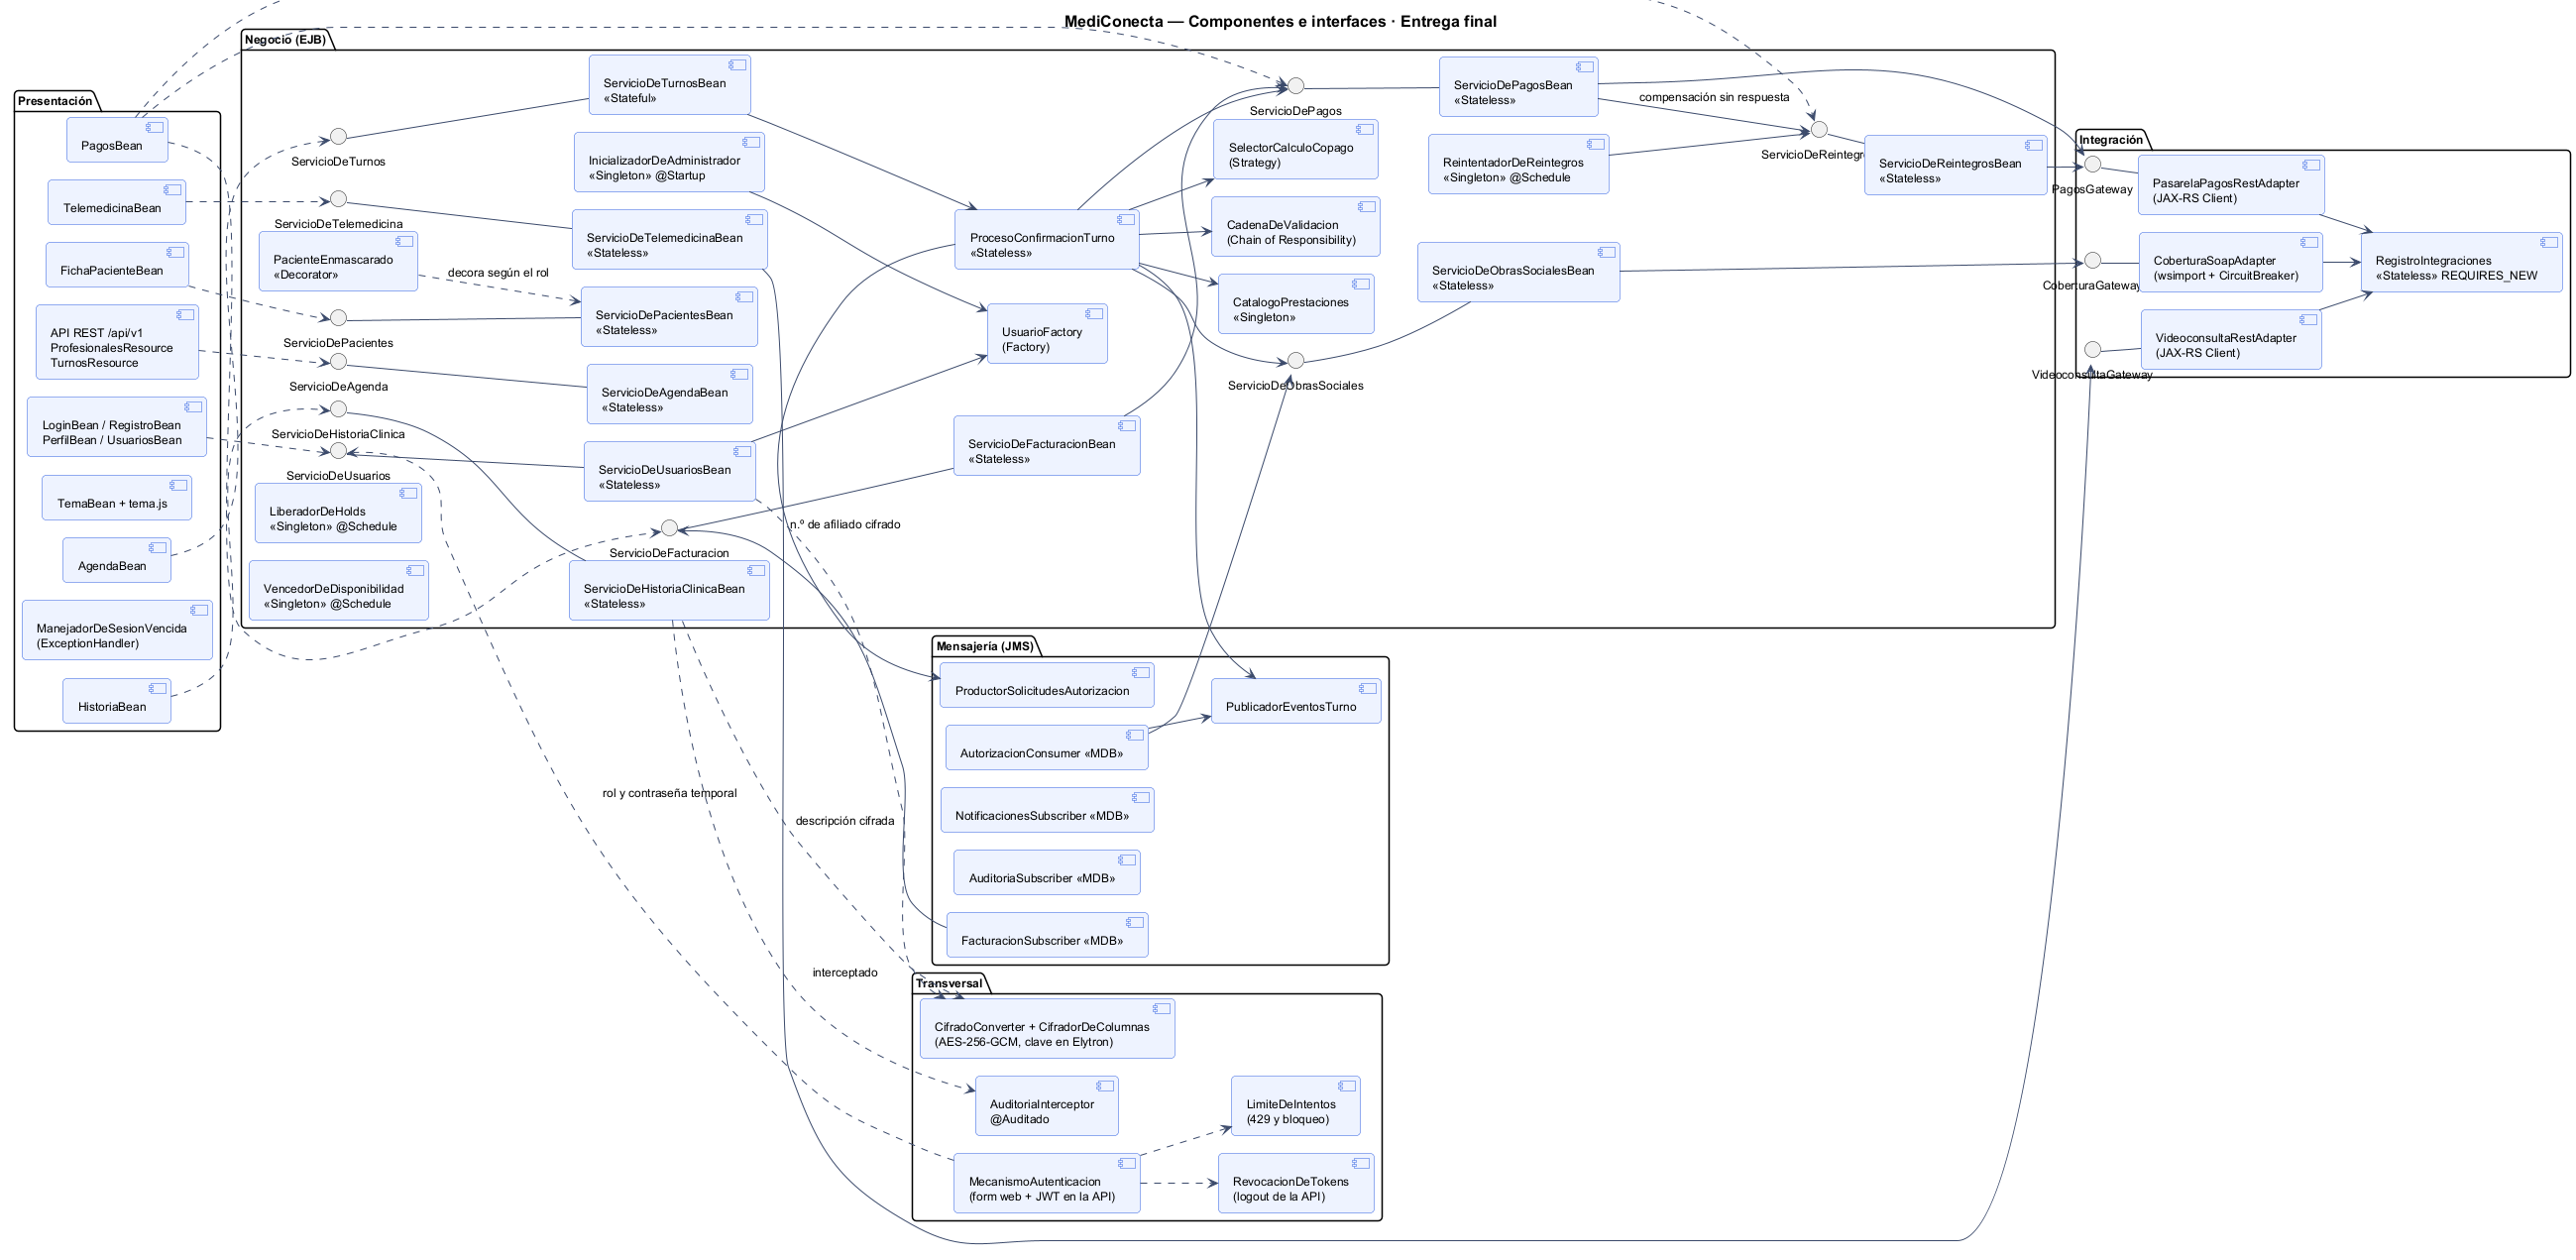 MediConecta — Componentes e interfaces · Entrega final
Presentación
PagosBean
TelemedicinaBean
FichaPacienteBean
API REST /api/v1
ProfesionalesResource
TurnosResource
LoginBean / RegistroBean
PerfilBean / UsuariosBean
TemaBean + tema.js
AgendaBean
ManejadorDeSesionVencida
(ExceptionHandler)
HistoriaBean
Negocio (EJB)
ServicioDeTurnos
ServicioDeTelemedicina
PacienteEnmascarado
«Decorator»
decora según el rol
ServicioDePacientes
ServicioDeAgenda
ServicioDeHistoriaClinica
ServicioDeUsuarios
LiberadorDeHolds
«Singleton» @Schedule
VencedorDeDisponibilidad
«Singleton» @Schedule
ServicioDeTurnosBean
«Stateful»
InicializadorDeAdministrador
«Singleton» @Startup
ServicioDeTelemedicinaBean
«Stateless»
ServicioDePacientesBean
«Stateless»
ServicioDeAgendaBean
«Stateless»
ServicioDeUsuariosBean
«Stateless»
n.º de afiliado cifrado
ServicioDeFacturacion
ServicioDeHistoriaClinicaBean
«Stateless»
ProcesoConfirmacionTurno
«Stateless»
UsuarioFactory
(Factory)
ServicioDeFacturacionBean
«Stateless»
ServicioDePagos
SelectorCalculoCopago
(Strategy)
CadenaDeValidacion
(Chain of Responsibility)
CatalogoPrestaciones
«Singleton»
ServicioDeObrasSociales
ServicioDePagosBean
«Stateless»
compensación sin respuesta
ReintentadorDeReintegros
«Singleton» @Schedule
ServicioDeObrasSocialesBean
«Stateless»
ServicioDeReintegr
ServicioDeReintegrosBean
«Stateless»
Integración
PagosGateway
PasarelaPagosRestAdapter
(JAX-RS Client)
CoberturaGateway
CoberturaSoapAdapter
(wsimport + CircuitBreaker)
VideoconsultaGateway
VideoconsultaRestAdapter
(JAX-RS Client)
RegistroIntegraciones
«Stateless» REQUIRES_NEW
Mensajería (JMS)
ProductorSolicitudesAutorizacion
PublicadorEventosTurno
AutorizacionConsumer «MDB»
NotificacionesSubscriber «MDB»
AuditoriaSubscriber «MDB»
FacturacionSubscriber «MDB»
rol y contraseña temporal
descripción cifrada
interceptado
Transversal
CifradoConverter + CifradorDeColumnas
(AES-256-GCM, clave en Elytron)
AuditoriaInterceptor
@Auditado
LimiteDeIntentos
(429 y bloqueo)
MecanismoAutenticacion
(form web + JWT en la API)
RevocacionDeTokens
(logout de la API)